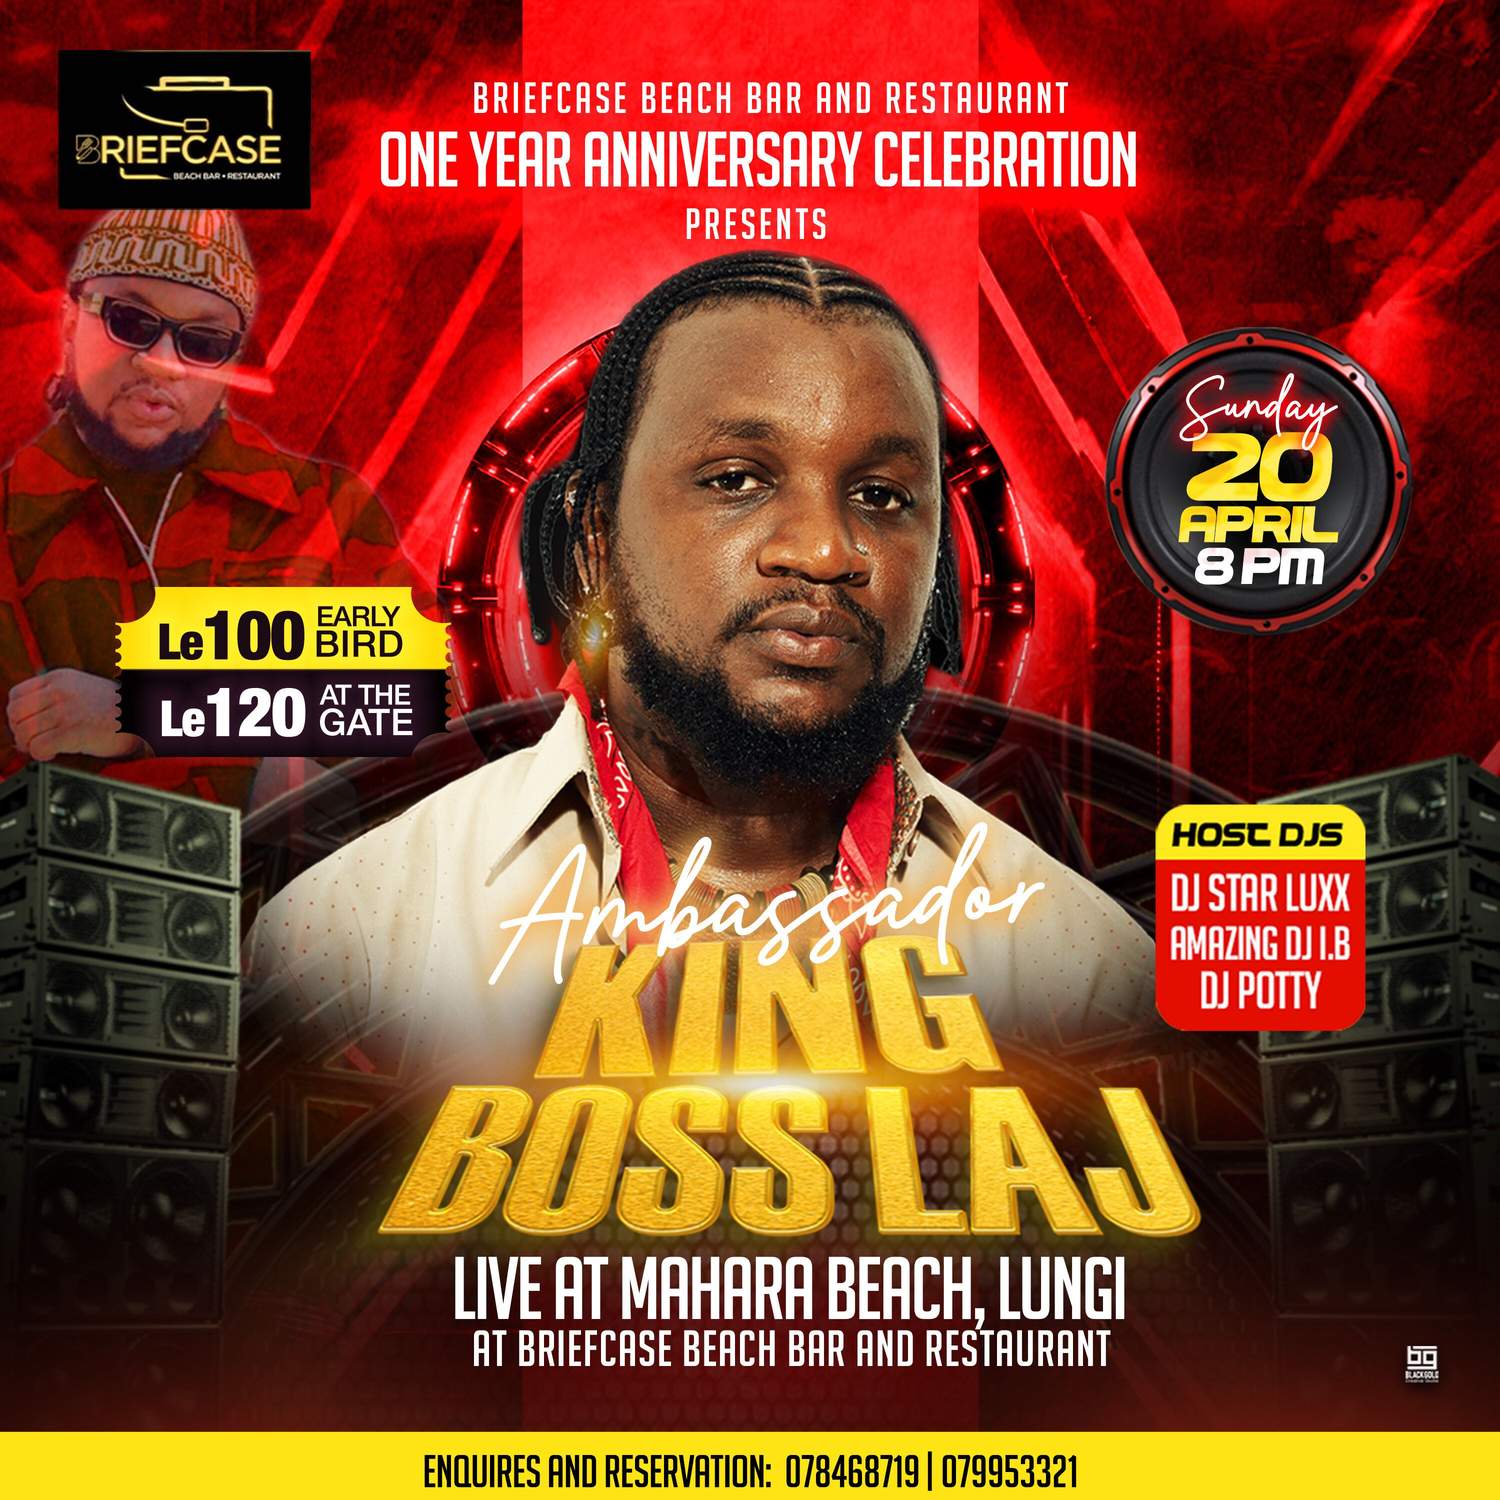 BRIEFCASE
BEACH BAR • RESTAURANT
BRIEFCASE BEACH BAR AND RESTAURANT
ONE YEAR ANNIVERSARY CELEBRATION
PRESENTS
Sunday
20
APRIL
8 PM
Le100 EARLY BIRD
Le120 AT THE GATE
HOST DJS
DJ STAR LUXX
AMAZING DJ I.B
DJ POTTY
Ambassador
KING
BOSS LAJ
LIVE AT MAHARA BEACH, LUNGI
AT BRIEFCASE BEACH BAR AND RESTAURANT
bg
BLACKGOLD
ENQUIRES AND RESERVATION: 078468719 | 079953321